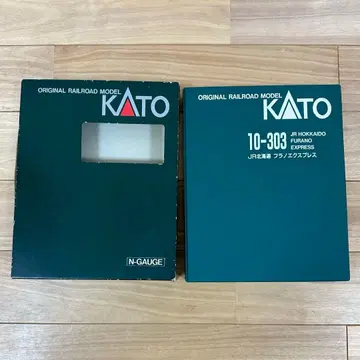 ORIGINAL RAILROAD MODEL
KATO
N-GAUGE
ORIGINAL RAILROAD MODEL
KATO
10-303
JR HOKKAIDO
FURANO
EXPRESS
JR北海道 フラノエクスプレス